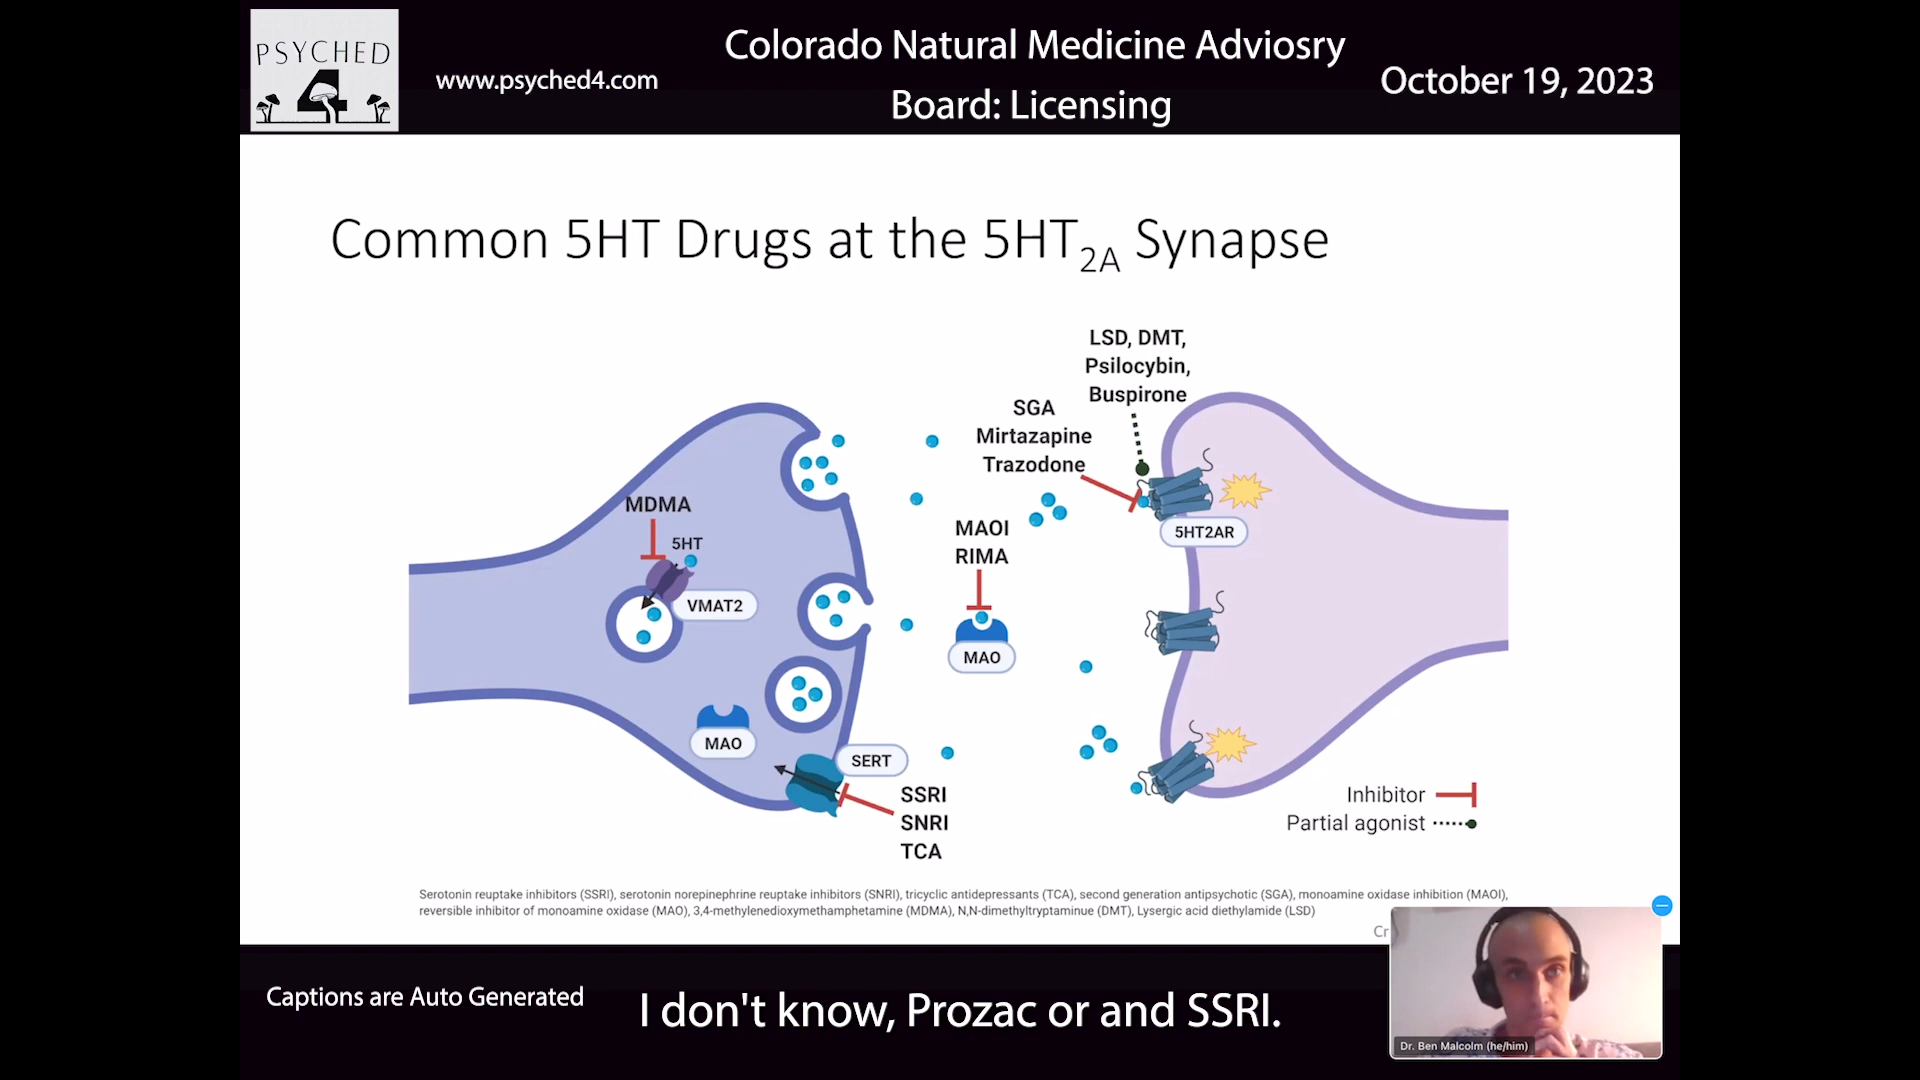 PSYCHED
4
www.psyched4.com
Colorado Natural Medicine Adviosry
Board: Licensing
October 19, 2023
Common 5HT Drugs at the 5HT2A Synapse
LSD, DMT,
Psilocybin,
Buspirone
SGA
Mirtazapine
Trazodone
MDMA
5HT
VMAT2
MAOI
RIMA
MAO
5HT2AR
MAO
SERT
SSRI
SNRI
TCA
Inhibitor
Partial agonist
Serotonin reuptake inhibitors (SSRI), serotonin norepinephrine reuptake inhibitors (SNRI), tricyclic antidepressants (TCA), second generation antipsychotic (SGA), monoamine oxidase inhibition (MAOI),
reversible inhibitor of monoamine oxidase (MAO), 3,4-methylenedioxymethamphetamine (MDMA), N,N-dimethyltryptaminue (DMT), Lysergic acid diethylamide (LSD)
Cr
Captions are Auto Generated
I don't know, Prozac or and SSRI.
Dr. Ben Malcolm (he/him)